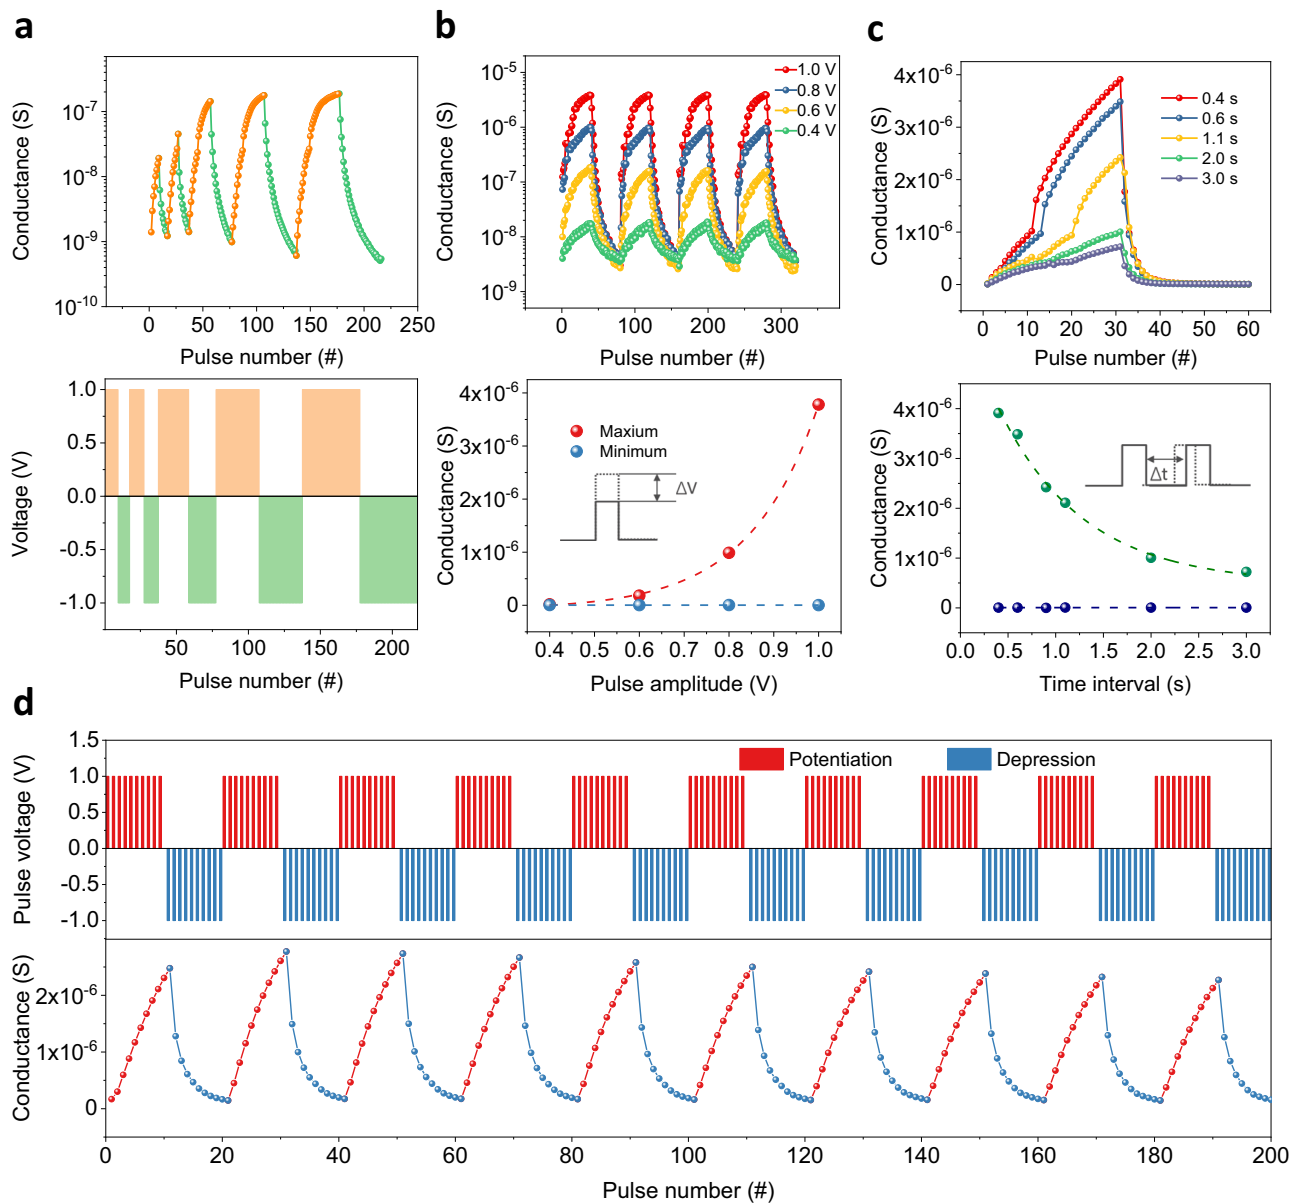 a
b
c
Conductance (S)
10⁻⁷
10⁻⁸
10⁻⁹
10⁻¹⁰
0 50 100 150 200 250
Pulse number (#)
Conductance (S)
10⁻⁵
10⁻⁶
10⁻⁷
10⁻⁸
10⁻⁹
1.0 V
0.8 V
0.6 V
0.4 V
0 100 200 300
Pulse number (#)
Conductance (S)
4x10⁻⁶
3x10⁻⁶
2x10⁻⁶
1x10⁻⁶
0
0.4 s
0.6 s
1.1 s
2.0 s
3.0 s
0 10 20 30 40 50 60
Pulse number (#)
Voltage (V)
1.0
0.5
0.0
-0.5
-1.0
50 100 150 200
Pulse number (#)
Conductance (S)
4x10⁻⁶
3x10⁻⁶
2x10⁻⁶
1x10⁻⁶
0
Maxium
Minimum
ΔV
0.4 0.5 0.6 0.7 0.8 0.9 1.0
Pulse amplitude (V)
Conductance (S)
4x10⁻⁶
3x10⁻⁶
2x10⁻⁶
1x10⁻⁶
0
Δt
0.0 0.5 1.0 1.5 2.0 2.5 3.0
Time interval (s)
d
Pulse voltage (V)
1.5
1.0
0.5
0.0
-0.5
-1.0
Potentiation Depression
Conductance (S)
2x10⁻⁶
1x10⁻⁶
0
0 20 40 60 80 100 120 140 160 180 200
Pulse number (#)